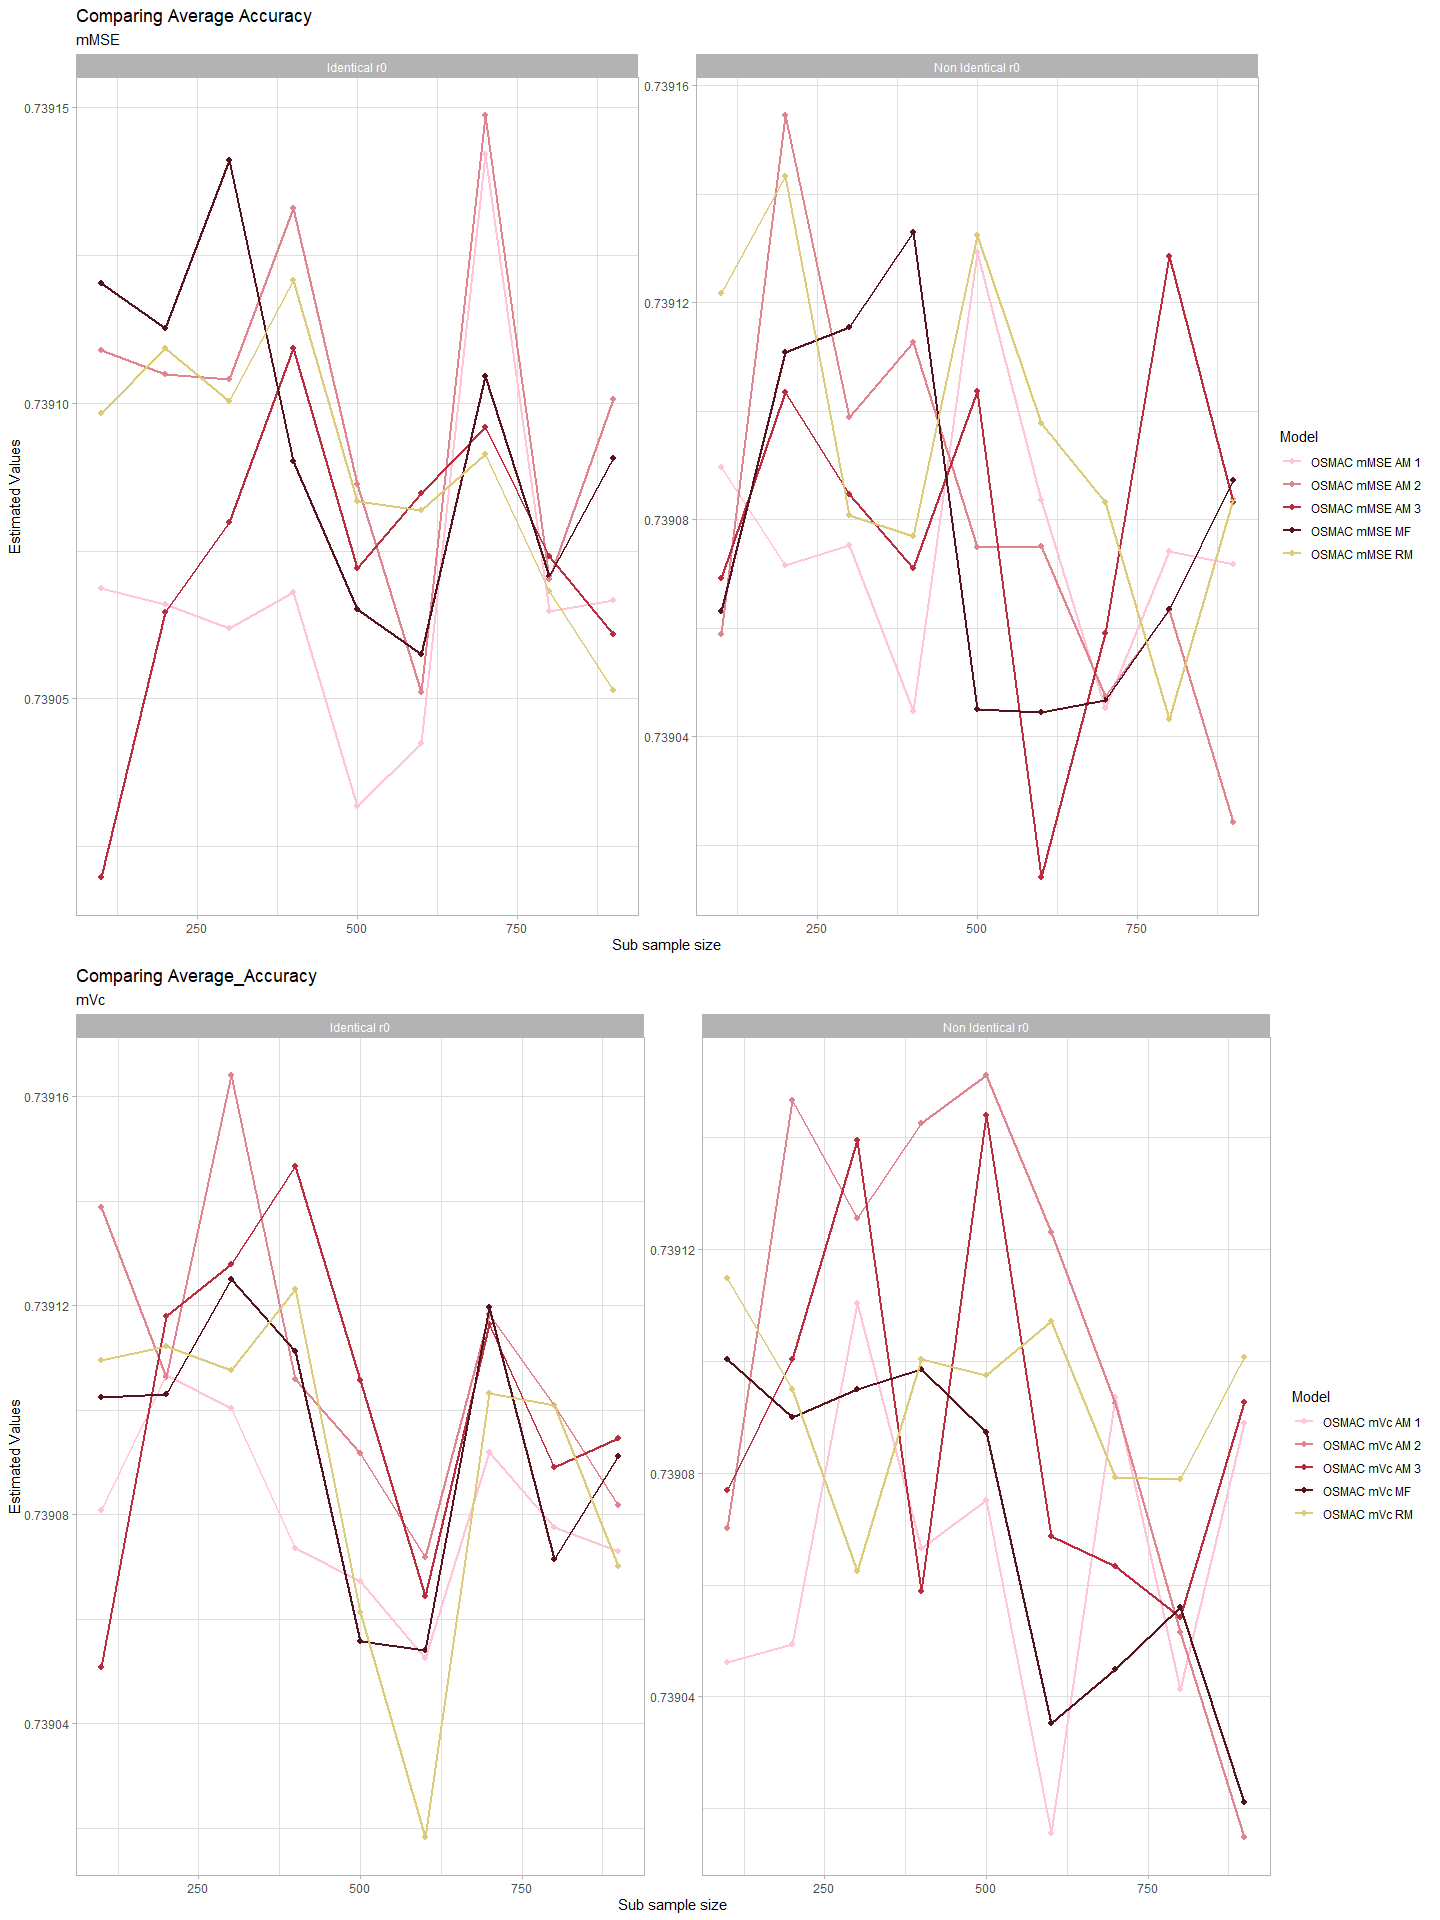 Comparing Average Accuracy
mMSE
Identical r0
Non Identical r0
0.73915
0.73910
0.73905
0.73916
0.73912
0.73908
0.73904
Estimated Values
250
500
750
250
500
750
Sub sample size
Model
OSMAC mMSE AM 1
OSMAC mMSE AM 2
OSMAC mMSE AM 3
OSMAC mMSE MF
OSMAC mMSE RM
Comparing Average_Accuracy
mVc
Identical r0
Non Identical r0
0.73916
0.73912
0.73908
0.73904
0.73912
0.73908
0.73904
Estimated Values
250
500
750
250
500
750
Sub sample size
Model
OSMAC mVc AM 1
OSMAC mVc AM 2
OSMAC mVc AM 3
OSMAC mVc MF
OSMAC mVc RM